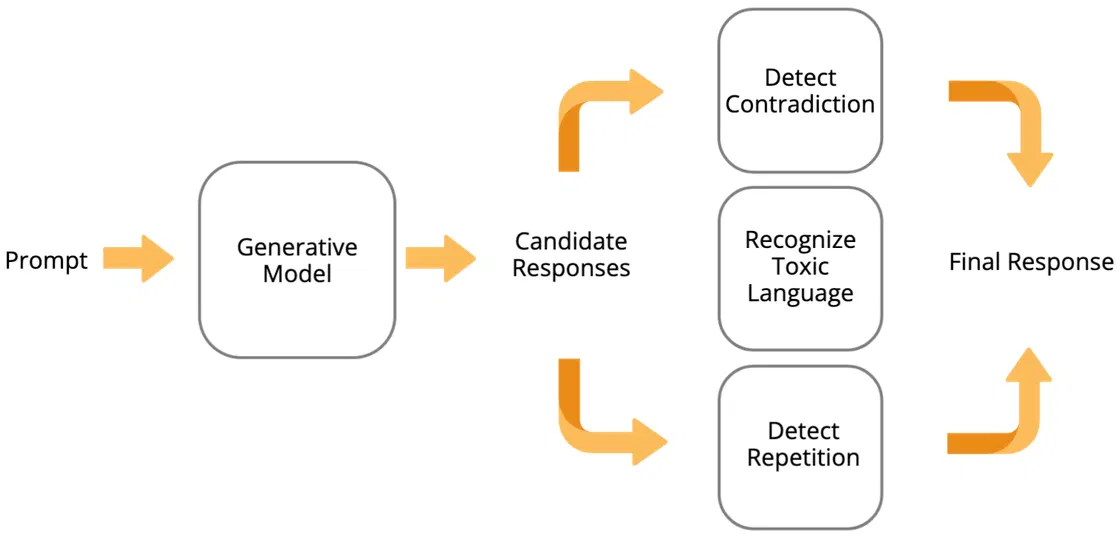 Prompt
Generative
Model
Candidate
Responses
Detect
Contradiction
Recognize
Toxic
Language
Detect
Repetition
Final Response